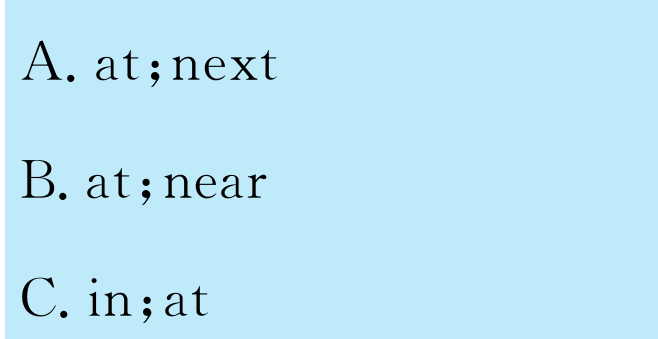 A. at;next
B. at;near
C. in;at